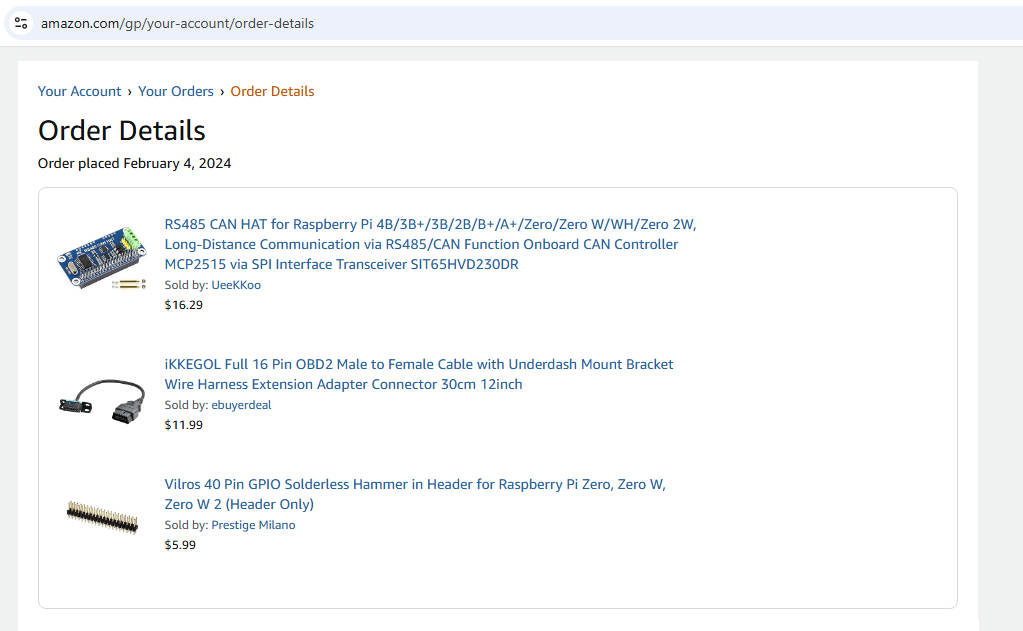 amazon.com/gp/your-account/order-details
Your Account › Your Orders › Order Details
Order Details
Order placed February 4, 2024
RS485 CAN HAT for Raspberry Pi 4B/3B+/3B/2B/B+/A+/Zero/Zero W/WH/Zero 2W,
Long-Distance Communication via RS485/CAN Function Onboard CAN Controller
MCP2515 via SPI Interface Transceiver SIT65HVD230DR
Sold by: UeeKKoo
$16.29
iKKEGOL Full 16 Pin OBD2 Male to Female Cable with Underdash Mount Bracket
Wire Harness Extension Adapter Connector 30cm 12inch
Sold by: ebuyerdeal
$11.99
Vilros 40 Pin GPIO Solderless Hammer in Header for Raspberry Pi Zero, Zero W,
Zero W 2 (Header Only)
Sold by: Prestige Milano
$5.99